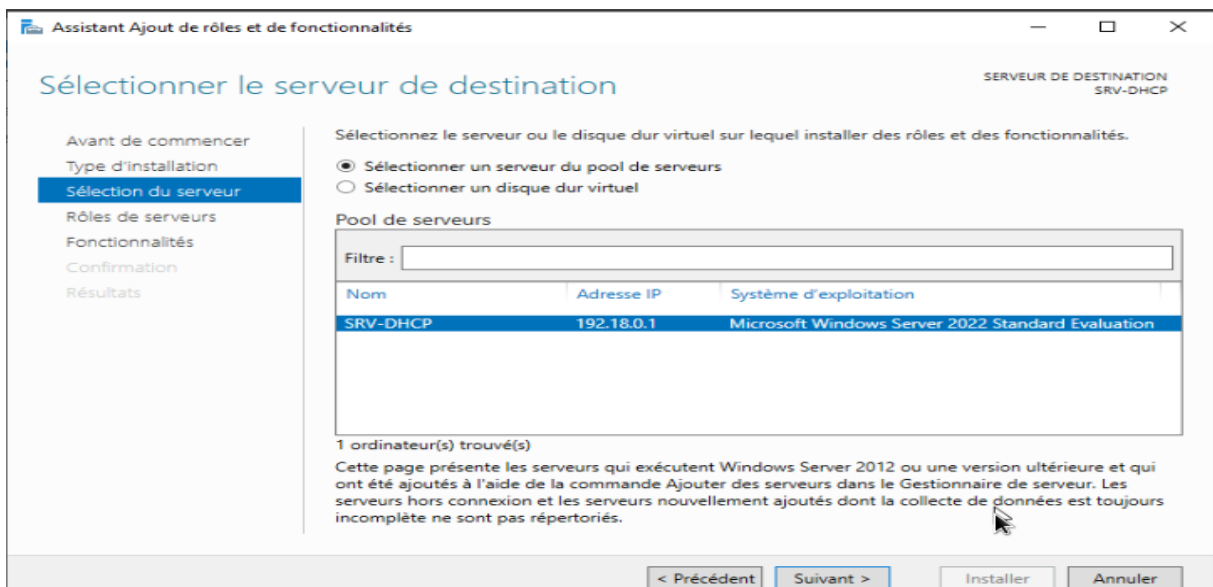 Assistant Ajout de rôles et de fonctionnalités
Sélectionner le serveur de destination
SERVEUR DE DESTINATION
SRV-DHCP
Avant de commencer
Type d'installation
Sélection du serveur
Rôles de serveurs
Fonctionnalités
Confirmation
Résultats
Sélectionnez le serveur ou le disque dur virtuel sur lequel installer des rôles et des fonctionnalités.
Sélectionner un serveur du pool de serveurs
Sélectionner un disque dur virtuel
Pool de serveurs
Filtre :
Nom Adresse IP Système d'exploitation
SRV-DHCP 192.18.0.1 Microsoft Windows Server 2022 Standard Evaluation
1 ordinateur(s) trouvé(s)
Cette page présente les serveurs qui exécutent Windows Server 2012 ou une version ultérieure et qui
ont été ajoutés à l'aide de la commande Ajouter des serveurs dans le Gestionnaire de serveur. Les
serveurs hors connexion et les serveurs nouvellement ajoutés dont la collecte de données est toujours
incomplète ne sont pas répertoriés.
< Précédent Suivant > Installer Annuler